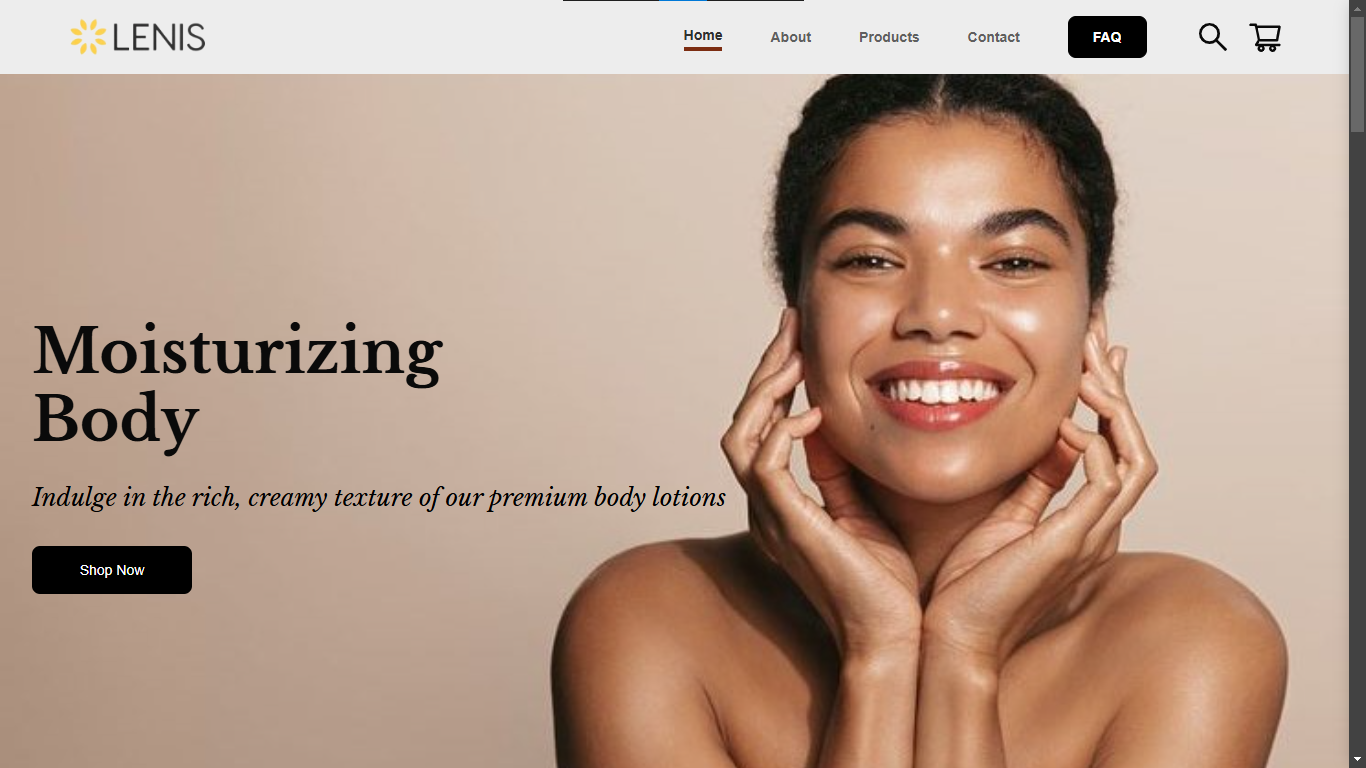 LENIS
Home
About
Products
Contact
FAQ
Moisturizing
Body
Indulge in the rich, creamy texture of our premium body lotions
Shop Now